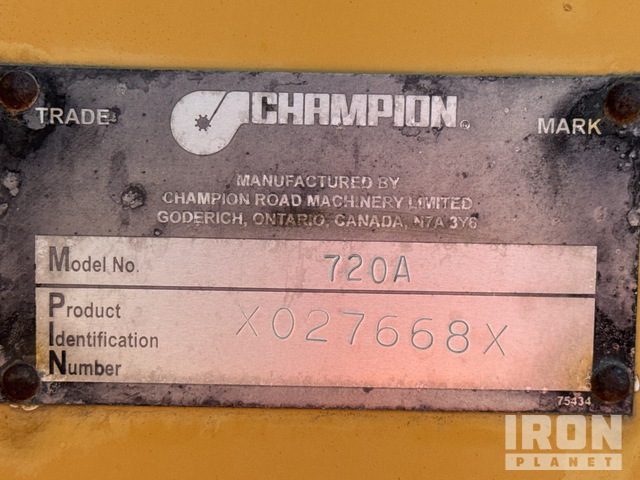 TRADE CHAMPION® MARK
MANUFACTURED BY
CHAMPION ROAD MACHINERY LIMITED
GODERICH, ONTARIO, CANADA, N7A 3Y6
Model No. 720A
Product
Identification X027668X
Number
75434
IRON
PLANET